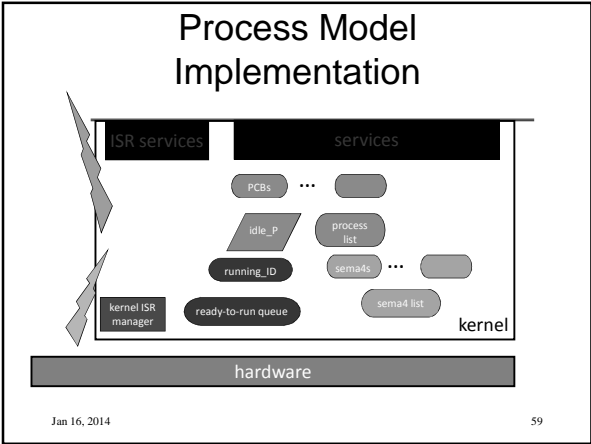 Process Model
Implementation
ISR services
services
PCBs
...
idle_P
process
list
running_ID
sema4s
...
kernel ISR
manager
ready-to-run queue
sema4 list
kernel
hardware
Jan 16, 2014
59